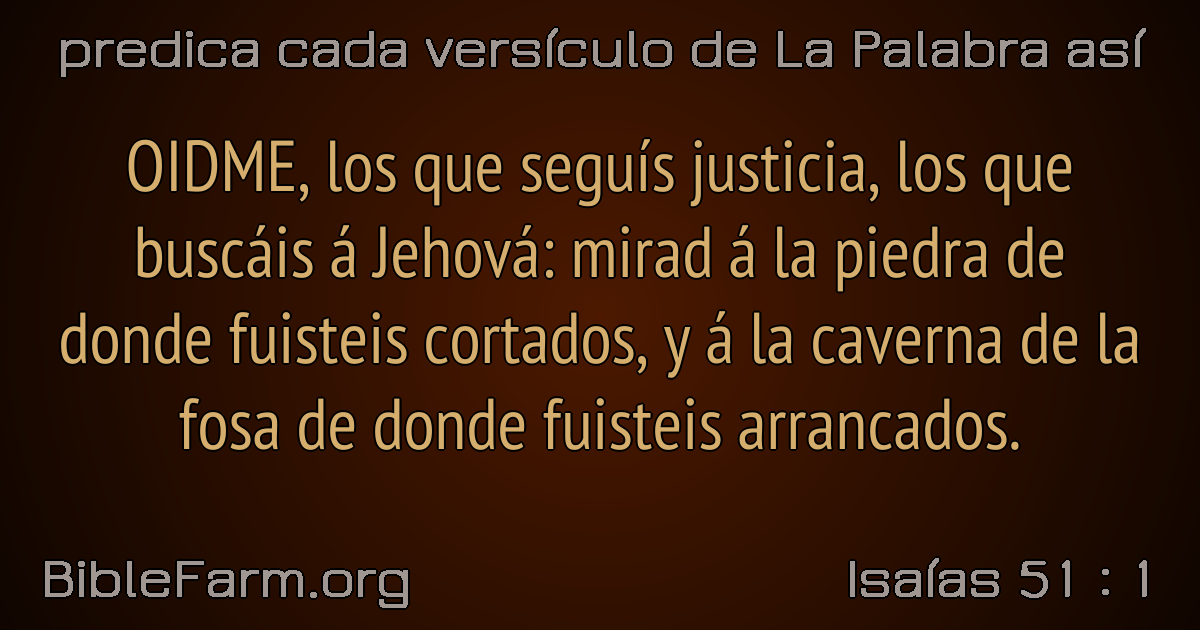 predica cada versículo de La Palabra así
OIDME, los que seguís justicia, los que
buscáis á Jehová: mirad á la piedra de
donde fuisteis cortados, y á la caverna de la
fosa de donde fuisteis arrancados.
BibleFarm.org
Isaías 51 : 1